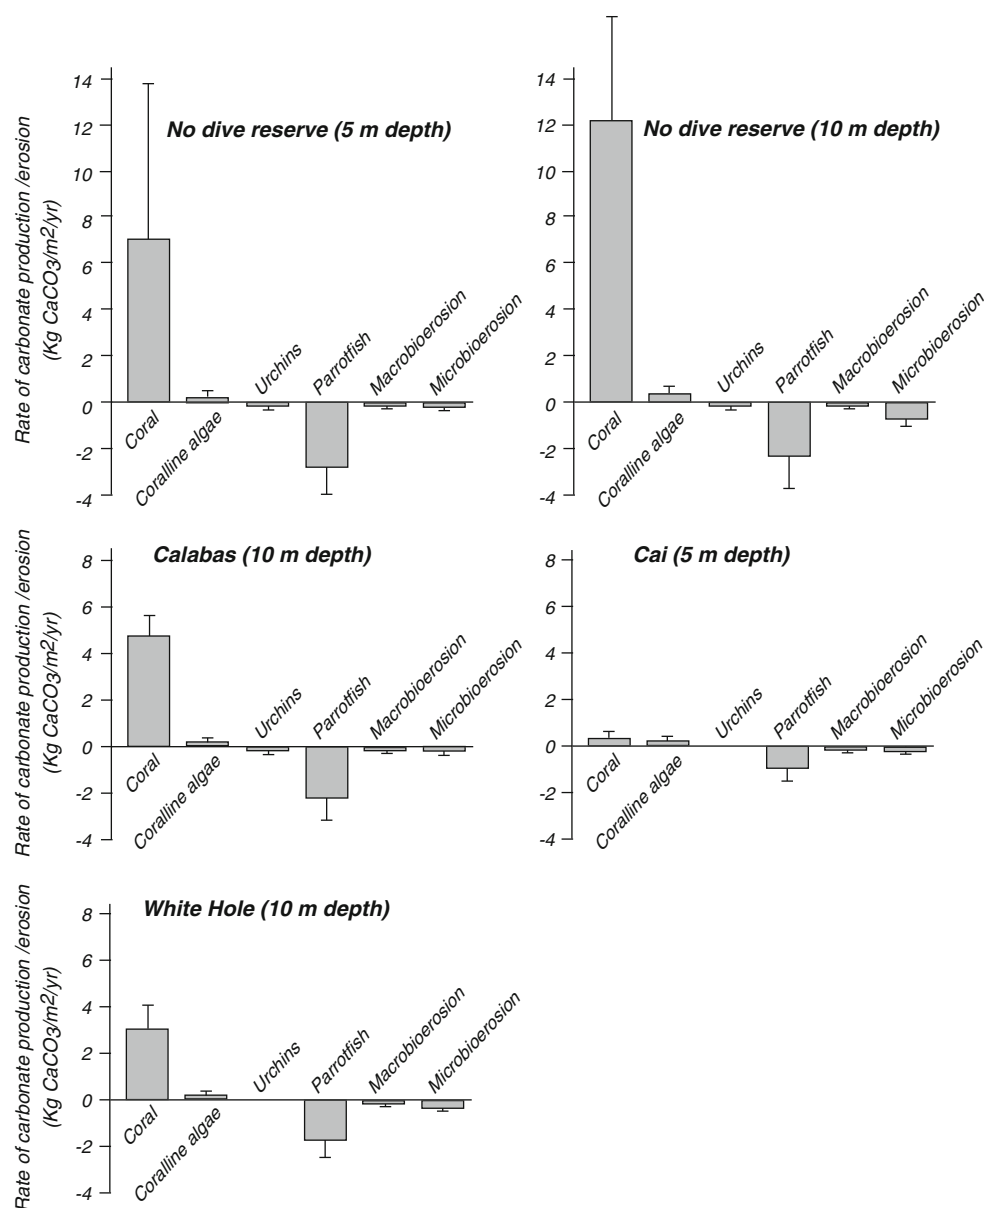 Rate of carbonate production /erosion
(Kg CaCO3/m2/yr)
14
12
10
8
6
4
2
0
-2
-4
No dive reserve (5 m depth)
Coral
Coralline algae
Urchins
Parrotfish
Macrobioerosion
Microbioerosion
14
12
10
8
6
4
2
0
-2
-4
No dive reserve (10 m depth)
Coral
Coralline algae
Urchins
Parrotfish
Macrobioerosion
Microbioerosion
Rate of carbonate production /erosion
(Kg CaCO3/m2/yr)
8
6
4
2
0
-2
-4
Calabas (10 m depth)
Coral
Coralline algae
Urchins
Parrotfish
Macrobioerosion
Microbioerosion
8
6
4
2
0
-2
-4
Cai (5 m depth)
Coral
Coralline algae
Urchins
Parrotfish
Macrobioerosion
Microbioerosion
Rate of carbonate production /erosion
(Kg CaCO3/m2/yr)
8
6
4
2
0
-2
-4
White Hole (10 m depth)
Coral
Coralline algae
Urchins
Parrotfish
Macrobioerosion
Microbioerosion